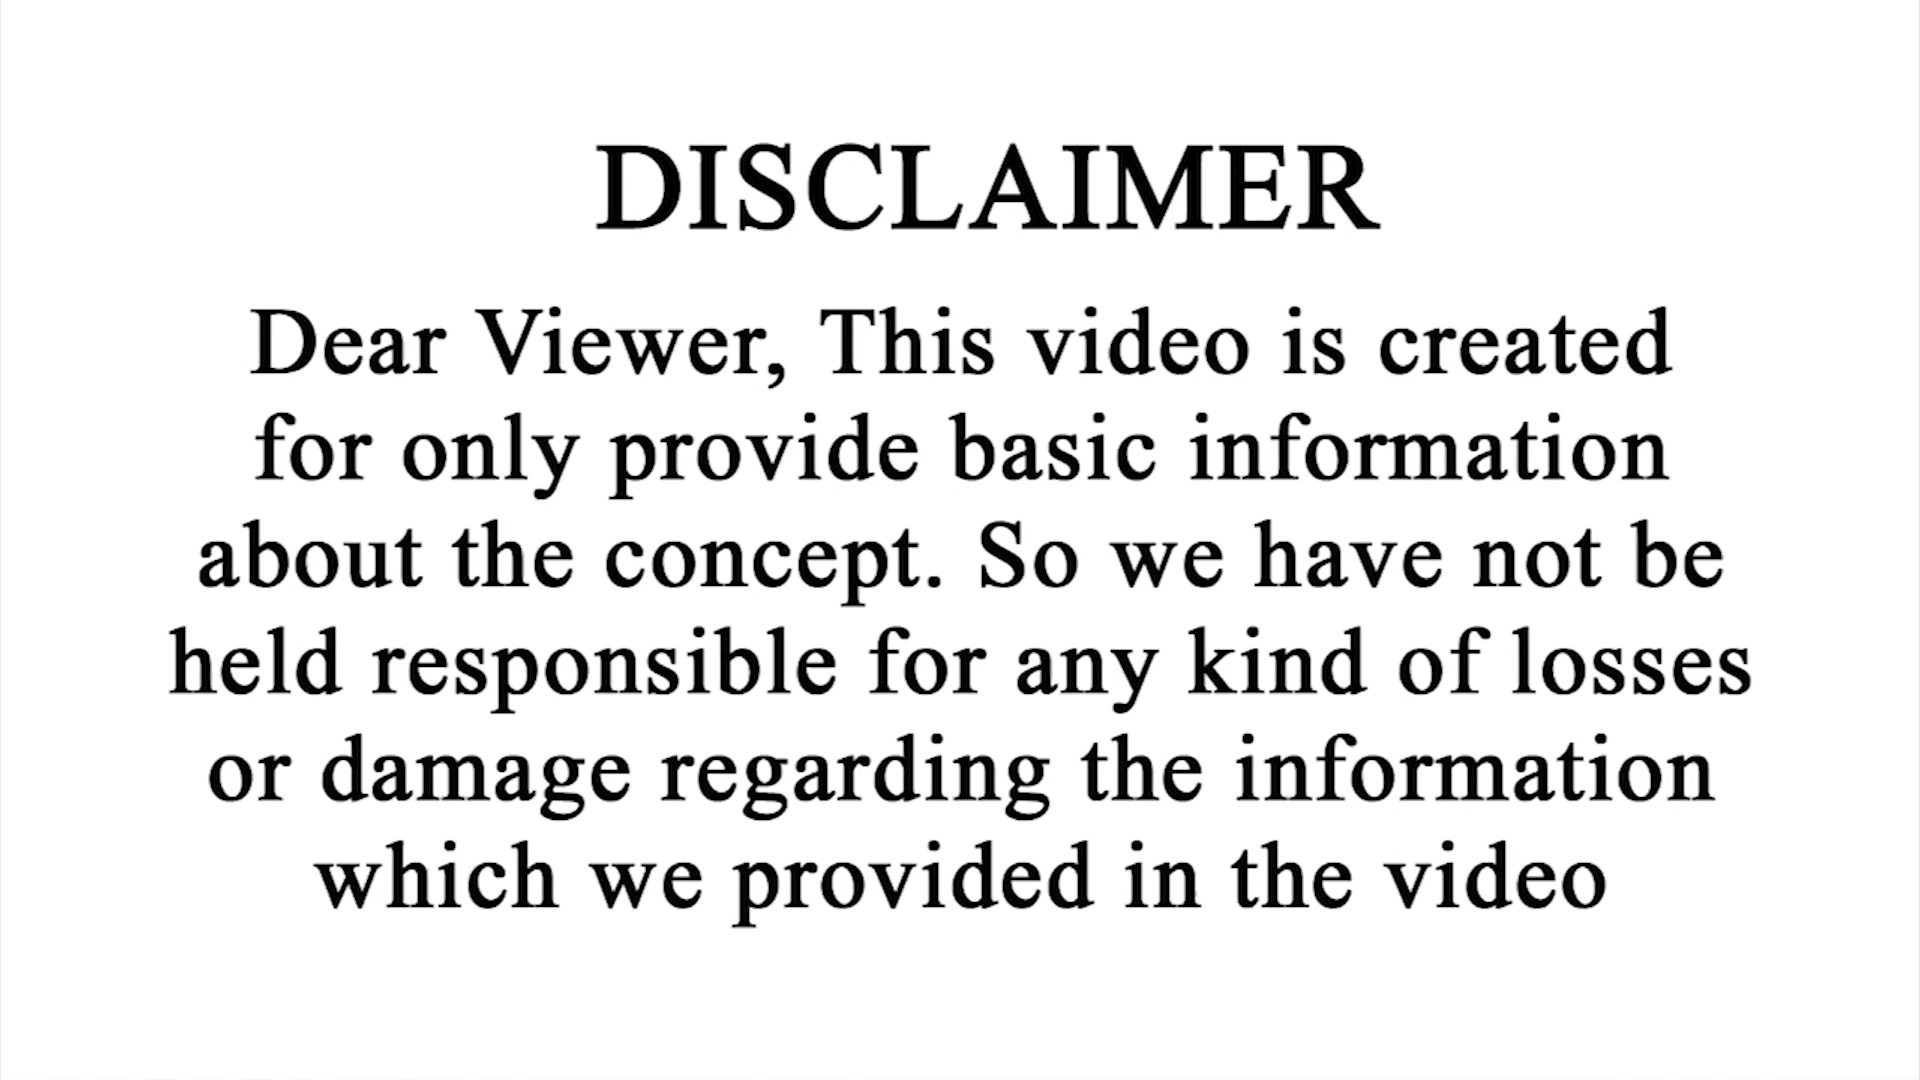 DISCLAIMER
Dear Viewer, This video is created
for only provide basic information
about the concept. So we have not be
held responsible for any kind of losses
or damage regarding the information
which we provided in the video